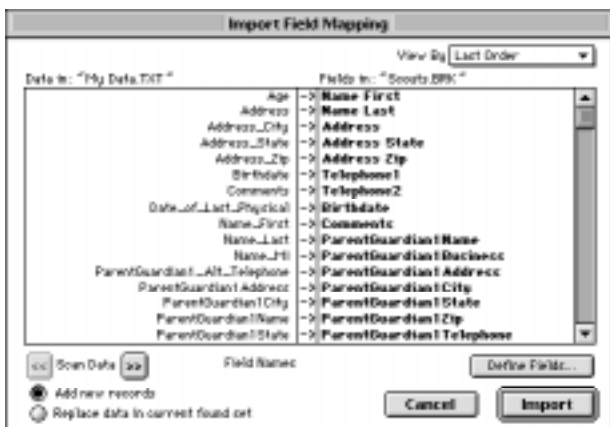 Import Field Mapping
View By Last Order
Data in: "My Data.TXT"
Fields in: "Scouts.BRK"
Age -> Name First
Address -> Name Last
Address_City -> Address
Address_State -> Address State
Address_Zip -> Address Zip
Birthdate -> Telephone1
Comments -> Telephone2
Date_of_Last_Physical -> Birthdate
Name_First -> Comments
Name_Last -> ParentGuardian1Name
Name_MI -> ParentGuardian1Business
ParentGuardian1_Alt_Telephone -> ParentGuardian1Address
ParentGuardian1Address -> ParentGuardian1City
ParentGuardian1City -> ParentGuardian1State
ParentGuardian1Name -> ParentGuardian1Zip
ParentGuardian1State -> ParentGuardian1Telephone
<< Scan Data >>
Field Names
Define Fields...
Add new records
Replace data in current found set
Cancel
Import